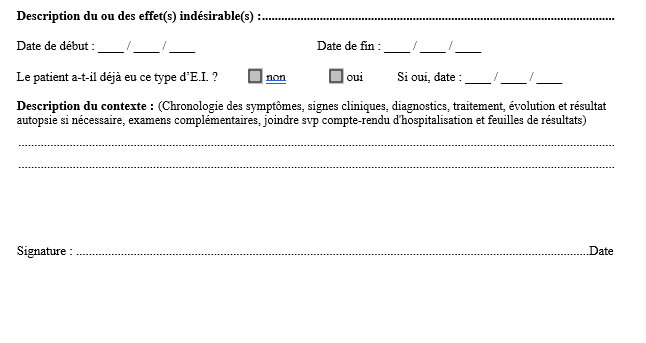 Description du ou des effet(s) indésirable(s) :..................................................................................................................
Date de début : ____ / ____ / ____ Date de fin : ____ / ____ / ____
Le patient a-t-il déjà eu ce type d’E.I. ? non oui Si oui, date : ____ / ____ / ____
Description du contexte : (Chronologie des symptômes, signes cliniques, diagnostics, traitement, évolution et résultat
autopsie si nécessaire, examens complémentaires, joindre svp compte-rendu d'hospitalisation et feuilles de résultats)
......................................................................................................................................................
......................................................................................................................................................
Signature : ..................................................................................................................................Date